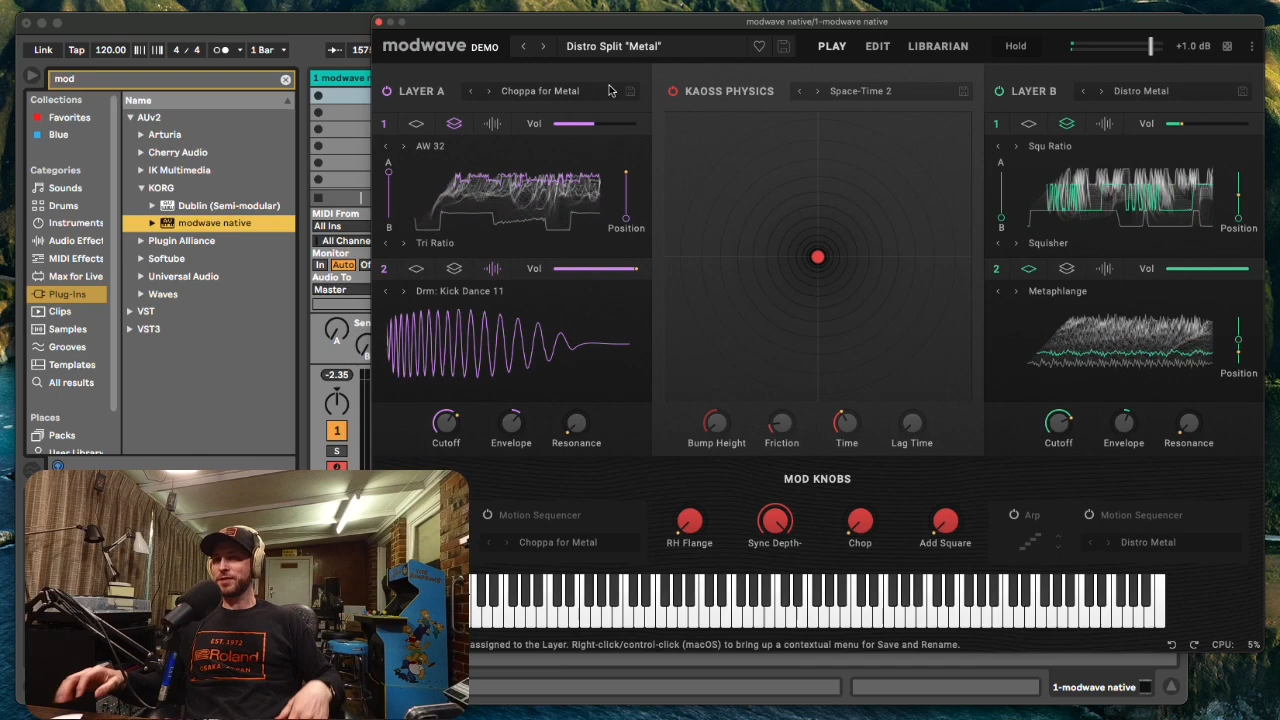 modwave native/1-modwave native
Link
Tap
120.00
4 / 4
1 Bar
157
mod
Collections
Favorites
Blue
Categories
Sounds
Drums
Instruments
Audio Effect
MIDI Effects
Max for Live
Plug-Ins
Clips
Samples
Grooves
Templates
All results
Places
Packs
Name
AUv2
Arturia
Cherry Audio
IK Multimedia
KORG
Dublin (Semi-modular)
modwave native
Plugin Alliance
Softube
Universal Audio
Waves
VST
VST3
1 modwave n
MIDI From
All Ins
All Channe
Monitor
In
Auto
Of
Audio To
Master
Sen
A
B
-2.35
1
S
modwave DEMO
Distro Split "Metal"
PLAY
EDIT
LIBRARIAN
Hold
+1.0 dB
LAYER A
Choppa for Metal
1
Vol
AW 32
A
B
Position
Tri Ratio
2
Vol
Drm: Kick Dance 11
Cutoff
Envelope
Resonance
KAOSS PHYSICS
Space-Time 2
Bump Height
Friction
Time
Lag Time
LAYER B
Distro Metal
1
Vol
Squ Ratio
A
B
Position
Squisher
2
Vol
Metaphlange
Position
Cutoff
Envelope
Resonance
MOD KNOBS
Motion Sequencer
Choppa for Metal
RH Flange
Sync Depth-
Chop
Add Square
Arp
Motion Sequencer
Distro Metal
assigned to the Layer. Right-click/control-click (macOS) to bring up a contextual menu for Save and Rename.
CPU: 5%
1-modwave native
EST. 1972
Roland
OSAKA JAPAN